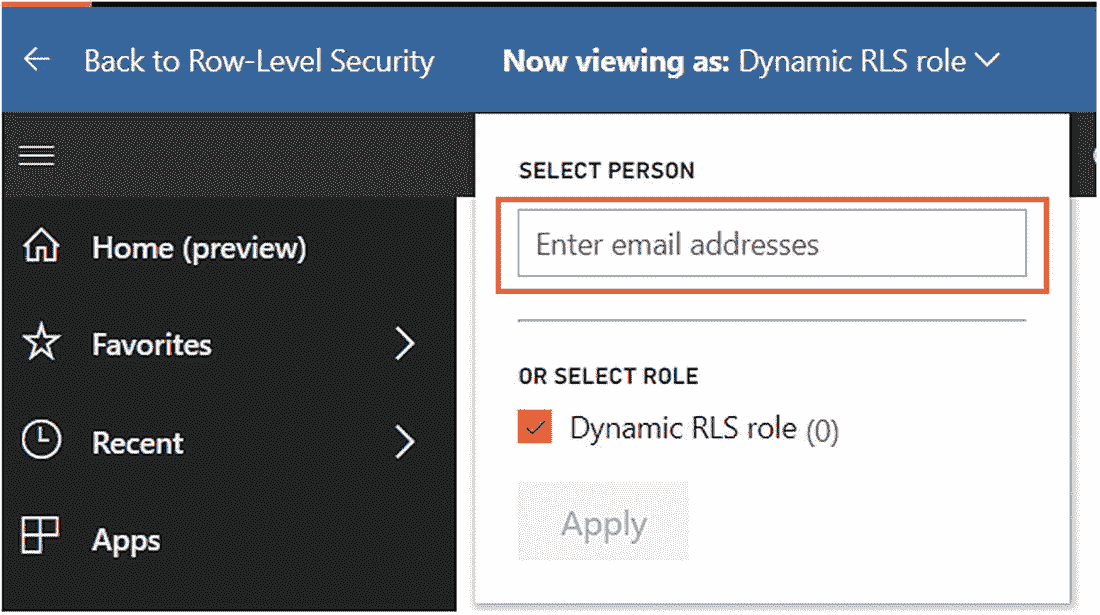 Back to Row-Level Security
Now viewing as: Dynamic RLS role
SELECT PERSON
Enter email addresses
OR SELECT ROLE
Dynamic RLS role (0)
Apply
Home (preview)
Favorites
Recent
Apps